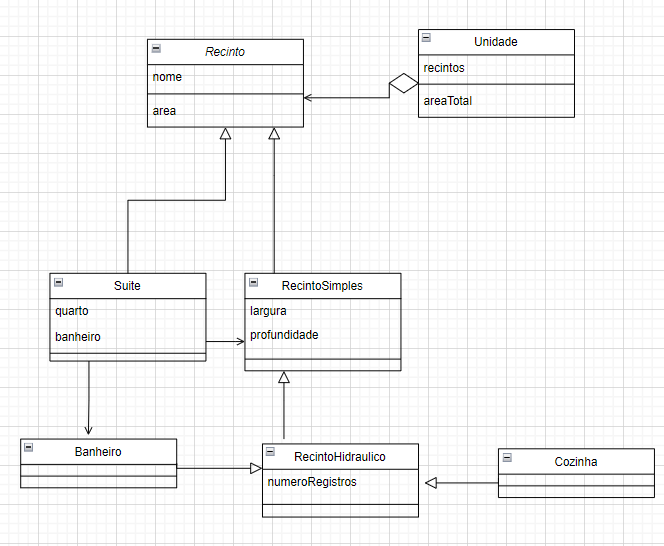 Recinto
nome
area
Unidade
recintos
areaTotal
Suite
quarto
banheiro
RecintoSimples
largura
profundidade
Banheiro
RecintoHidraulico
numeroRegistros
Cozinha